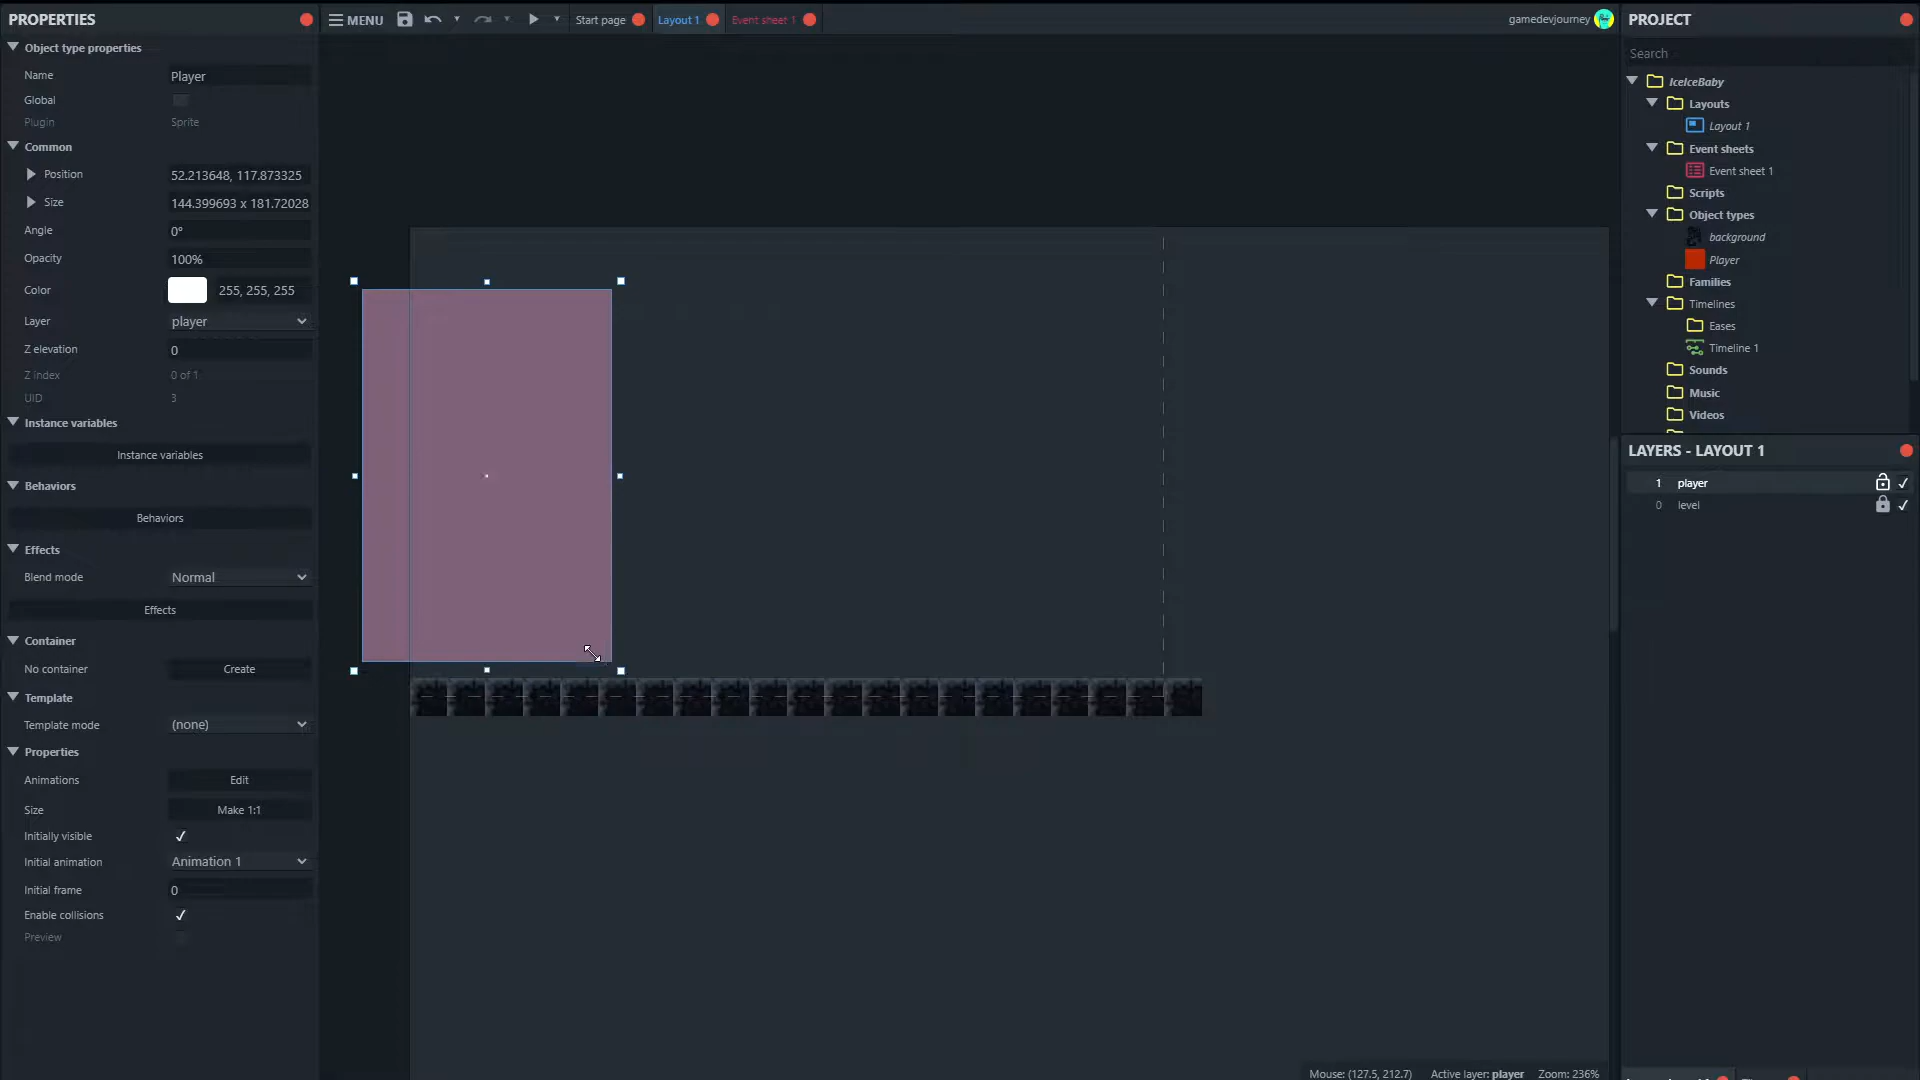 PROPERTIES
Object type properties
Name Player
Global
Plugin Sprite
Common
Position 52.213648, 117.873325
Size 144.399693 x 181.72028
Angle 0°
Opacity 100%
Color 255, 255, 255
Layer player
Z elevation 0
Z index 0 of 1
UID 3
Instance variables
Instance variables
Behaviors
Behaviors
Effects
Blend mode Normal
Effects
Container
No container Create
Template
Template mode (none)
Properties
Animations Edit
Size Make 1:1
Initially visible
Initial animation Animation 1
Initial frame 0
Enable collisions
Preview
MENU Start page Layout 1 Event sheet 1 gamedevjourney
Mouse: (127.5, 212.7) Active layer: player Zoom: 236%
PROJECT
Search
IceIceBaby
Layouts
Layout 1
Event sheets
Event sheet 1
Scripts
Object types
background
Player
Families
Timelines
Eases
Timeline 1
Sounds
Music
Videos
LAYERS - LAYOUT 1
1 player
0 level